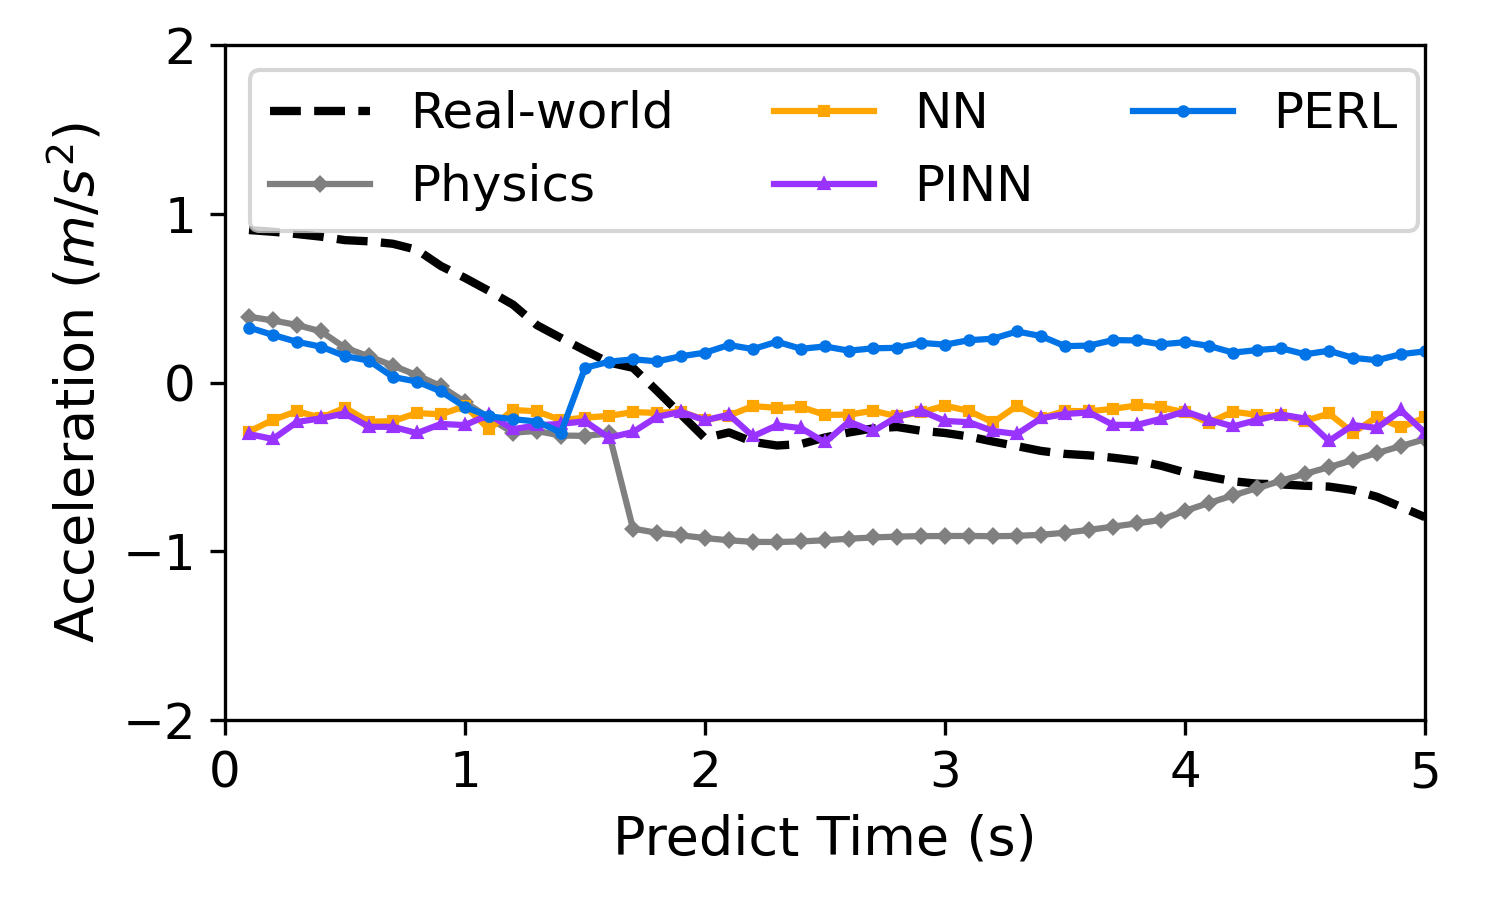 2
1
0
−1
−2
Acceleration (m/s²)
Real-world
Physics
NN
PINN
PERL
0 1 2 3 4 5
Predict Time (s)